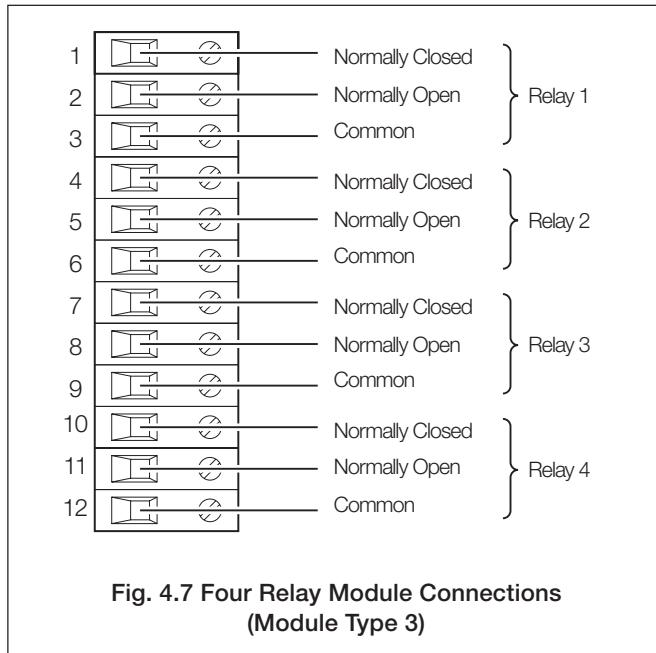 1 Normally Closed
2 Normally Open Relay 1
3 Common
4 Normally Closed
5 Normally Open Relay 2
6 Common
7 Normally Closed
8 Normally Open Relay 3
9 Common
10 Normally Closed
11 Normally Open Relay 4
12 Common
Fig. 4.7 Four Relay Module Connections
(Module Type 3)